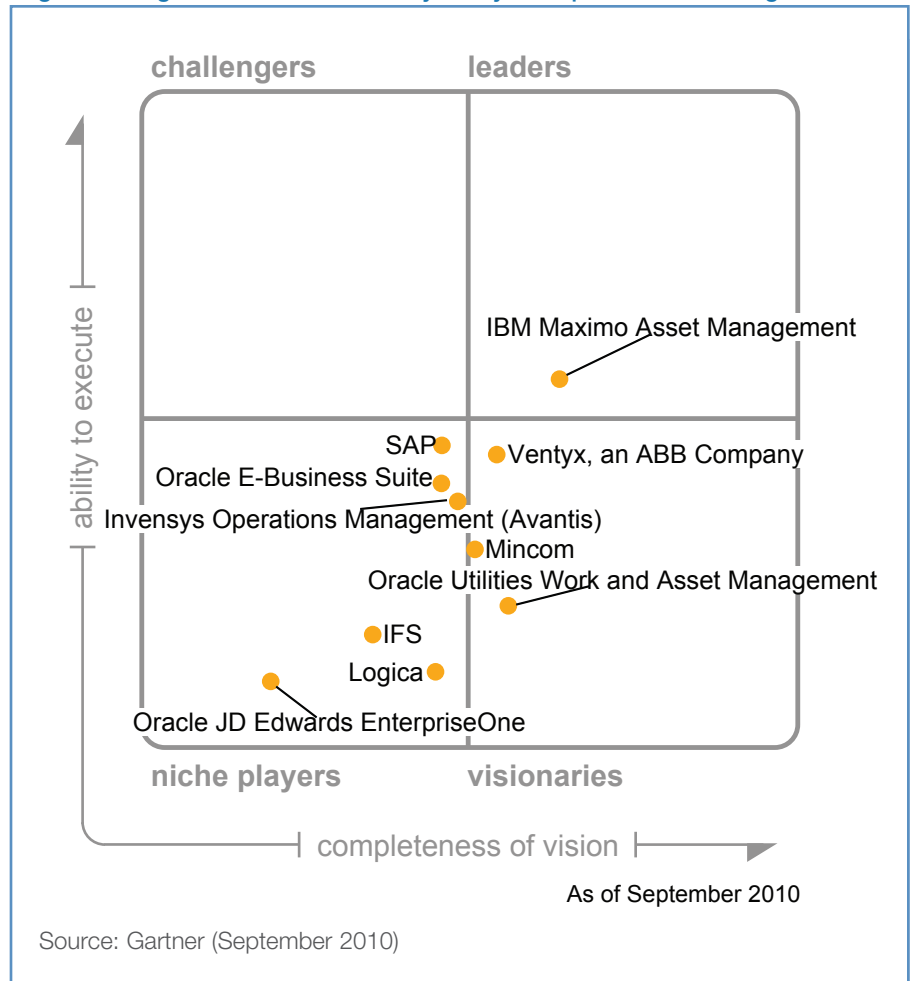 challengers
leaders
IBM Maximo Asset Management
ability to execute
SAP
Ventyx, an ABB Company
Oracle E-Business Suite
Invensys Operations Management (Avantis)
Mincom
Oracle Utilities Work and Asset Management
IFS
Logica
Oracle JD Edwards EnterpriseOne
niche players
visionaries
completeness of vision
As of September 2010
Source: Gartner (September 2010)